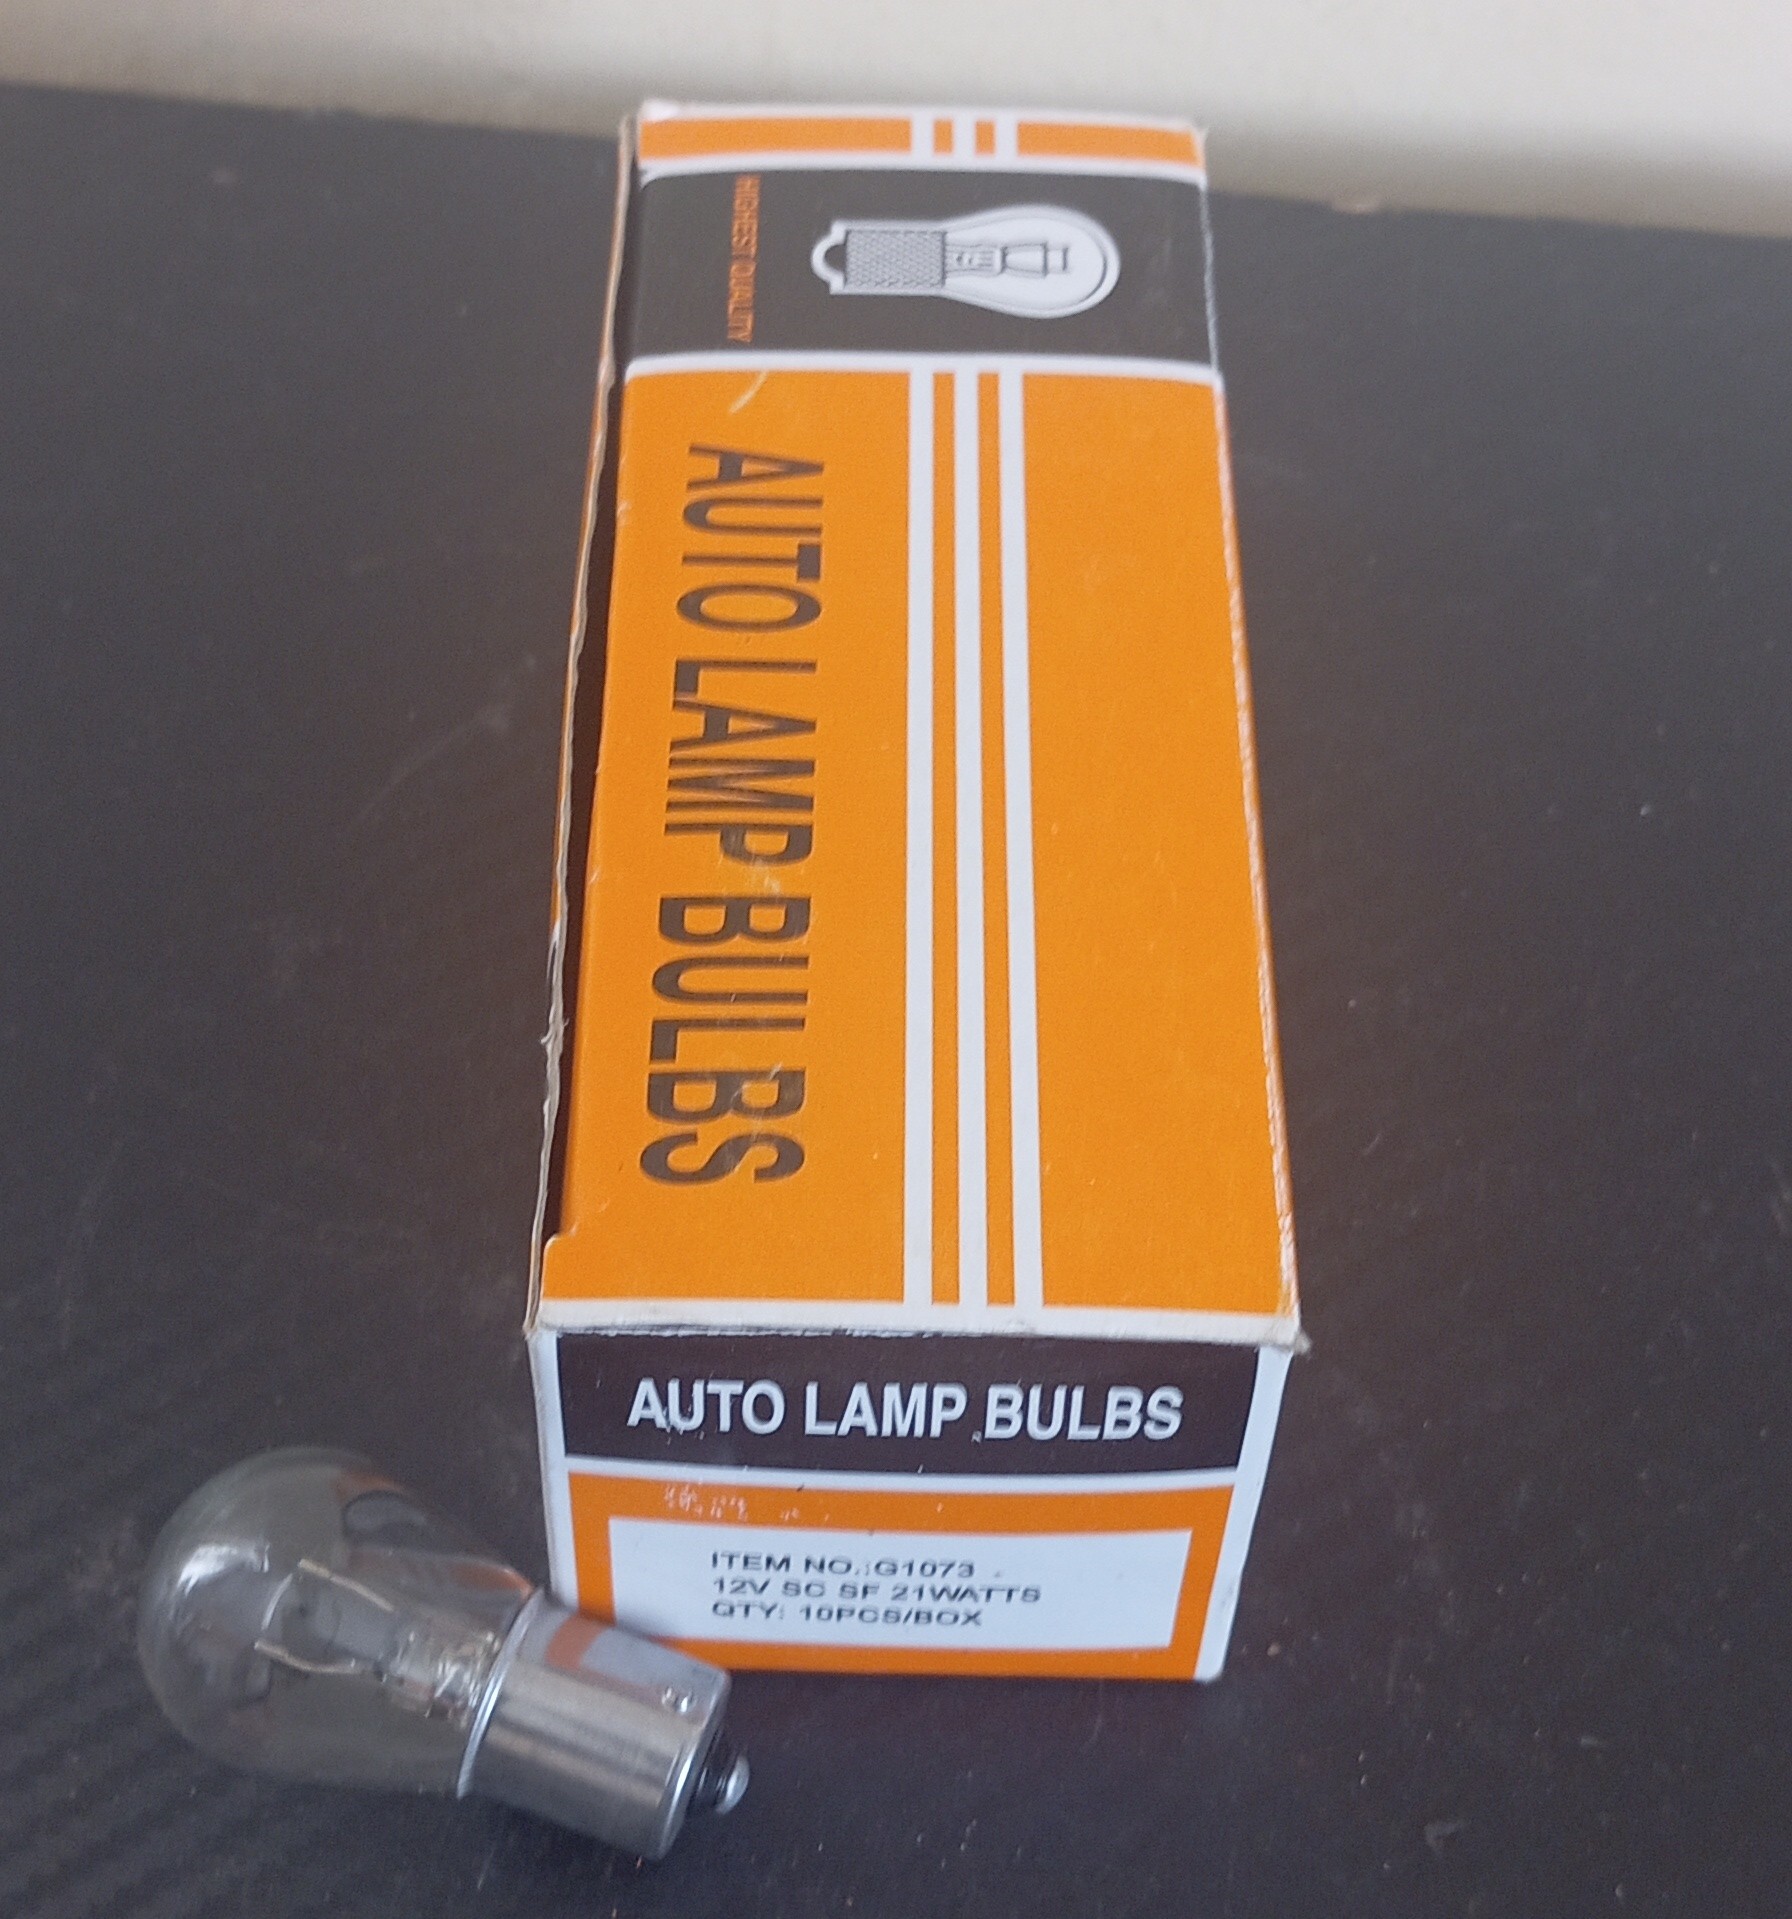 HIGHEST QUALITY
AUTO LAMP BULBS
AUTO LAMP BULBS
ITEM NO.:G1073
12V SC SF 21WATTS
QTY: 10PCS/BOX